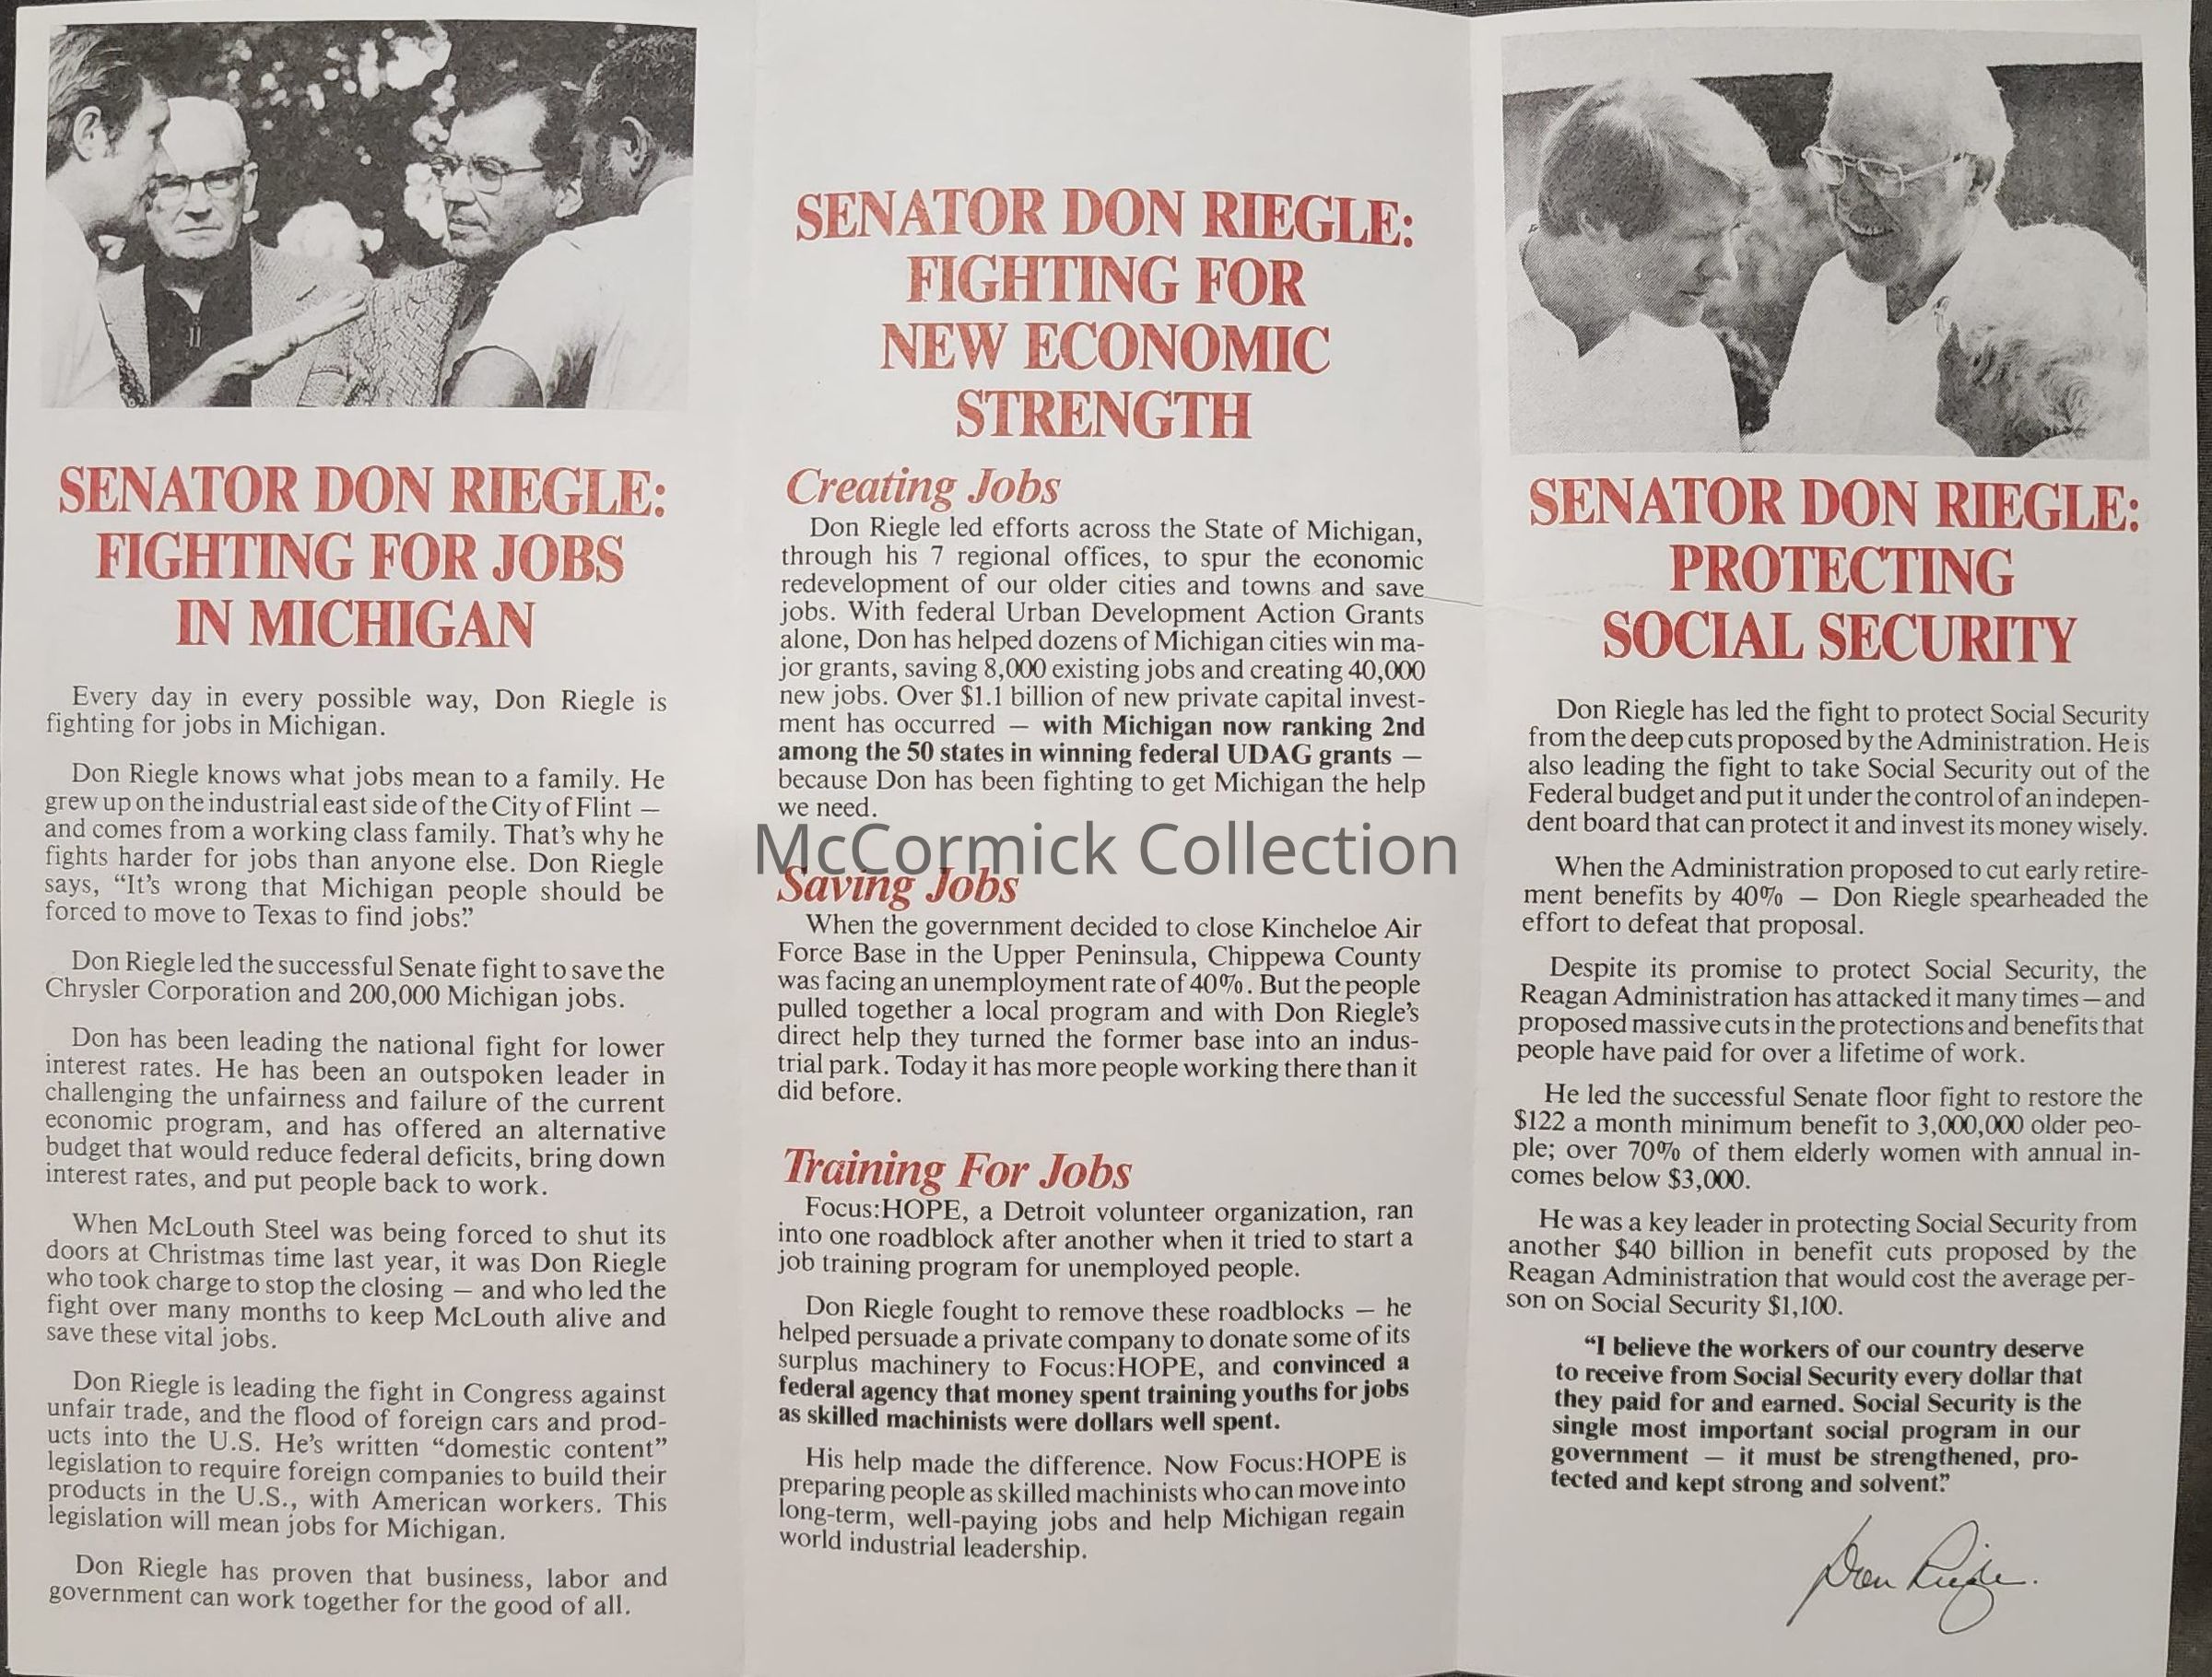 SENATOR DON RIEGLE:
FIGHTING FOR JOBS
IN MICHIGAN
Every day in every possible way, Don Riegle is
fighting for jobs in Michigan.
Don Riegle knows what jobs mean to a family. He
grew up on the industrial east side of the City of Flint —
and comes from a working class family. That's why he
fights harder for jobs than anyone else. Don Riegle
says, “It's wrong that Michigan people should be
forced to move to Texas to find jobs.”
Don Riegle led the successful Senate fight to save the
Chrysler Corporation and 200,000 Michigan jobs.
Don has been leading the national fight for lower
interest rates. He has been an outspoken leader in
challenging the unfairness and failure of the current
economic program, and has offered an alternative
budget that would reduce federal deficits, bring down
interest rates, and put people back to work.
When McLouth Steel was being forced to shut its
doors at Christmas time last year, it was Don Riegle
who took charge to stop the closing — and who led the
fight over many months to keep McLouth alive and
save these vital jobs.
Don Riegle is leading the fight in Congress against
unfair trade, and the flood of foreign cars and prod-
ucts into the U.S. He's written “domestic content”
legislation to require foreign companies to build their
products in the U.S., with American workers. This
legislation will mean jobs for Michigan.
Don Riegle has proven that business, labor and
government can work together for the good of all.
SENATOR DON RIEGLE:
FIGHTING FOR
NEW ECONOMIC
STRENGTH
Creating Jobs
Don Riegle led efforts across the State of Michigan,
through his 7 regional offices, to spur the economic
redevelopment of our older cities and towns and save
jobs. With federal Urban Development Action Grants
alone, Don has helped dozens of Michigan cities win ma-
jor grants, saving 8,000 existing jobs and creating 40,000
new jobs. Over $1.1 billion of new private capital invest-
ment has occurred — with Michigan now ranking 2nd
among the 50 states in winning federal UDAG grants —
because Don has been fighting to get Michigan the help
we need.
McCormick Collection
Saving Jobs
When the government decided to close Kincheloe Air
Force Base in the Upper Peninsula, Chippewa County
was facing an unemployment rate of 40%. But the people
pulled together a local program and with Don Riegle's
direct help they turned the former base into an indus-
trial park. Today it has more people working there than it
did before.
Training For Jobs
Focus:HOPE, a Detroit volunteer organization, ran
into one roadblock after another when it tried to start a
job training program for unemployed people.
Don Riegle fought to remove these roadblocks — he
helped persuade a private company to donate some of its
surplus machinery to Focus:HOPE, and convinced a
federal agency that money spent training youths for jobs
as skilled machinists were dollars well spent.
His help made the difference. Now Focus:HOPE is
preparing people as skilled machinists who can move into
long-term, well-paying jobs and help Michigan regain
world industrial leadership.
SENATOR DON RIEGLE:
PROTECTING
SOCIAL SECURITY
Don Riegle has led the fight to protect Social Security
from the deep cuts proposed by the Administration. He is
also leading the fight to take Social Security out of the
Federal budget and put it under the control of an indepen-
dent board that can protect it and invest its money wisely.
When the Administration proposed to cut early retire-
ment benefits by 40% — Don Riegle spearheaded the
effort to defeat that proposal.
Despite its promise to protect Social Security, the
Reagan Administration has attacked it many times — and
proposed massive cuts in the protections and benefits that
people have paid for over a lifetime of work.
He led the successful Senate floor fight to restore the
$122 a month minimum benefit to 3,000,000 older peo-
ple; over 70% of them elderly women with annual in-
comes below $3,000.
He was a key leader in protecting Social Security from
another $40 billion in benefit cuts proposed by the
Reagan Administration that would cost the average per-
son on Social Security $1,100.
“I believe the workers of our country deserve
to receive from Social Security every dollar that
they paid for and earned. Social Security is the
single most important social program in our
government — it must be strengthened, pro-
tected and kept strong and solvent.”
Don Riegle.